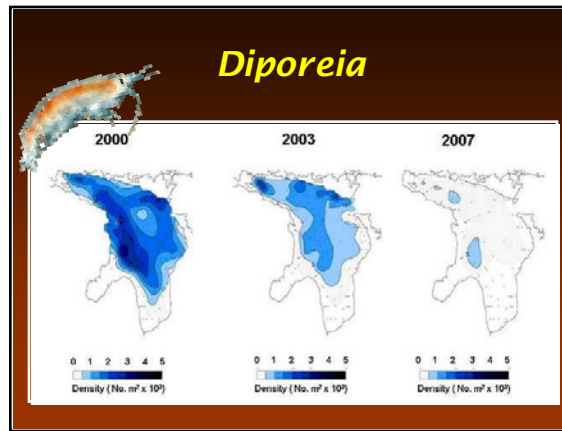 Diporeia
2000 2003 2007
0 1 2 3 4 5 0 1 2 3 4 5 0 1 2 3 4 5
Density ( No. m² x 10³) Density ( No. m² x 10³) Density ( No. m² x 10³)